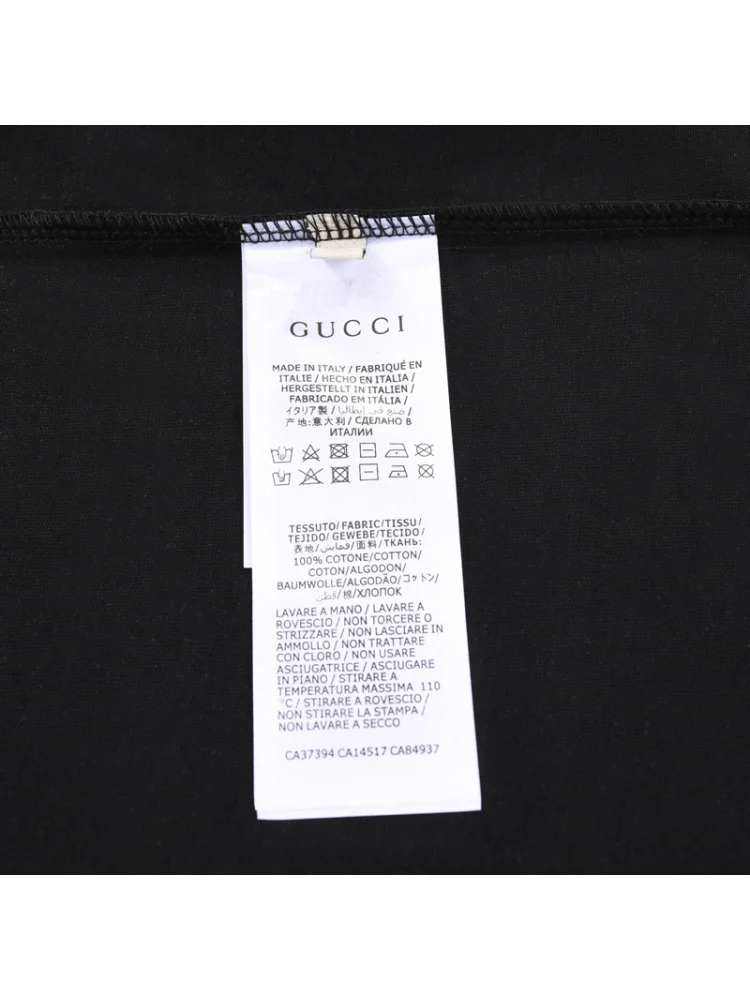 GUCCI
MADE IN ITALY / FABRIQUÉ EN
ITALIE / HECHO EN ITALIA /
HERGESTELLT IN ITALIEN /
FABRICADO EM ITÁLIA /
イタリア製 / صنع في إيطاليا /
产地:意大利 / СДЕЛАНО В
ИТАЛИИ
TESSUTO/FABRIC/TISSU/
TEJIDO/ GEWEBE/TECIDO/
表地/قماش/面料/ТКАНЬ:
100% COTONE/COTTON/
COTON/ALGODON/
BAUMWOLLE/ALGODÃO/コットン/
قطن/棉/ХЛОПОК
LAVARE A MANO / LAVARE A
ROVESCIO / NON TORCERE O
STRIZZARE / NON LASCIARE IN
AMMOLLO / NON TRATTARE
CON CLORO / NON USARE
ASCIUGATRICE / ASCIUGARE
IN PIANO / STIRARE A
TEMPERATURA MASSIMA 110
°C / STIRARE A ROVESCIO /
NON STIRARE LA STAMPA /
NON LAVARE A SECCO
CA37394 CA14517 CA84937